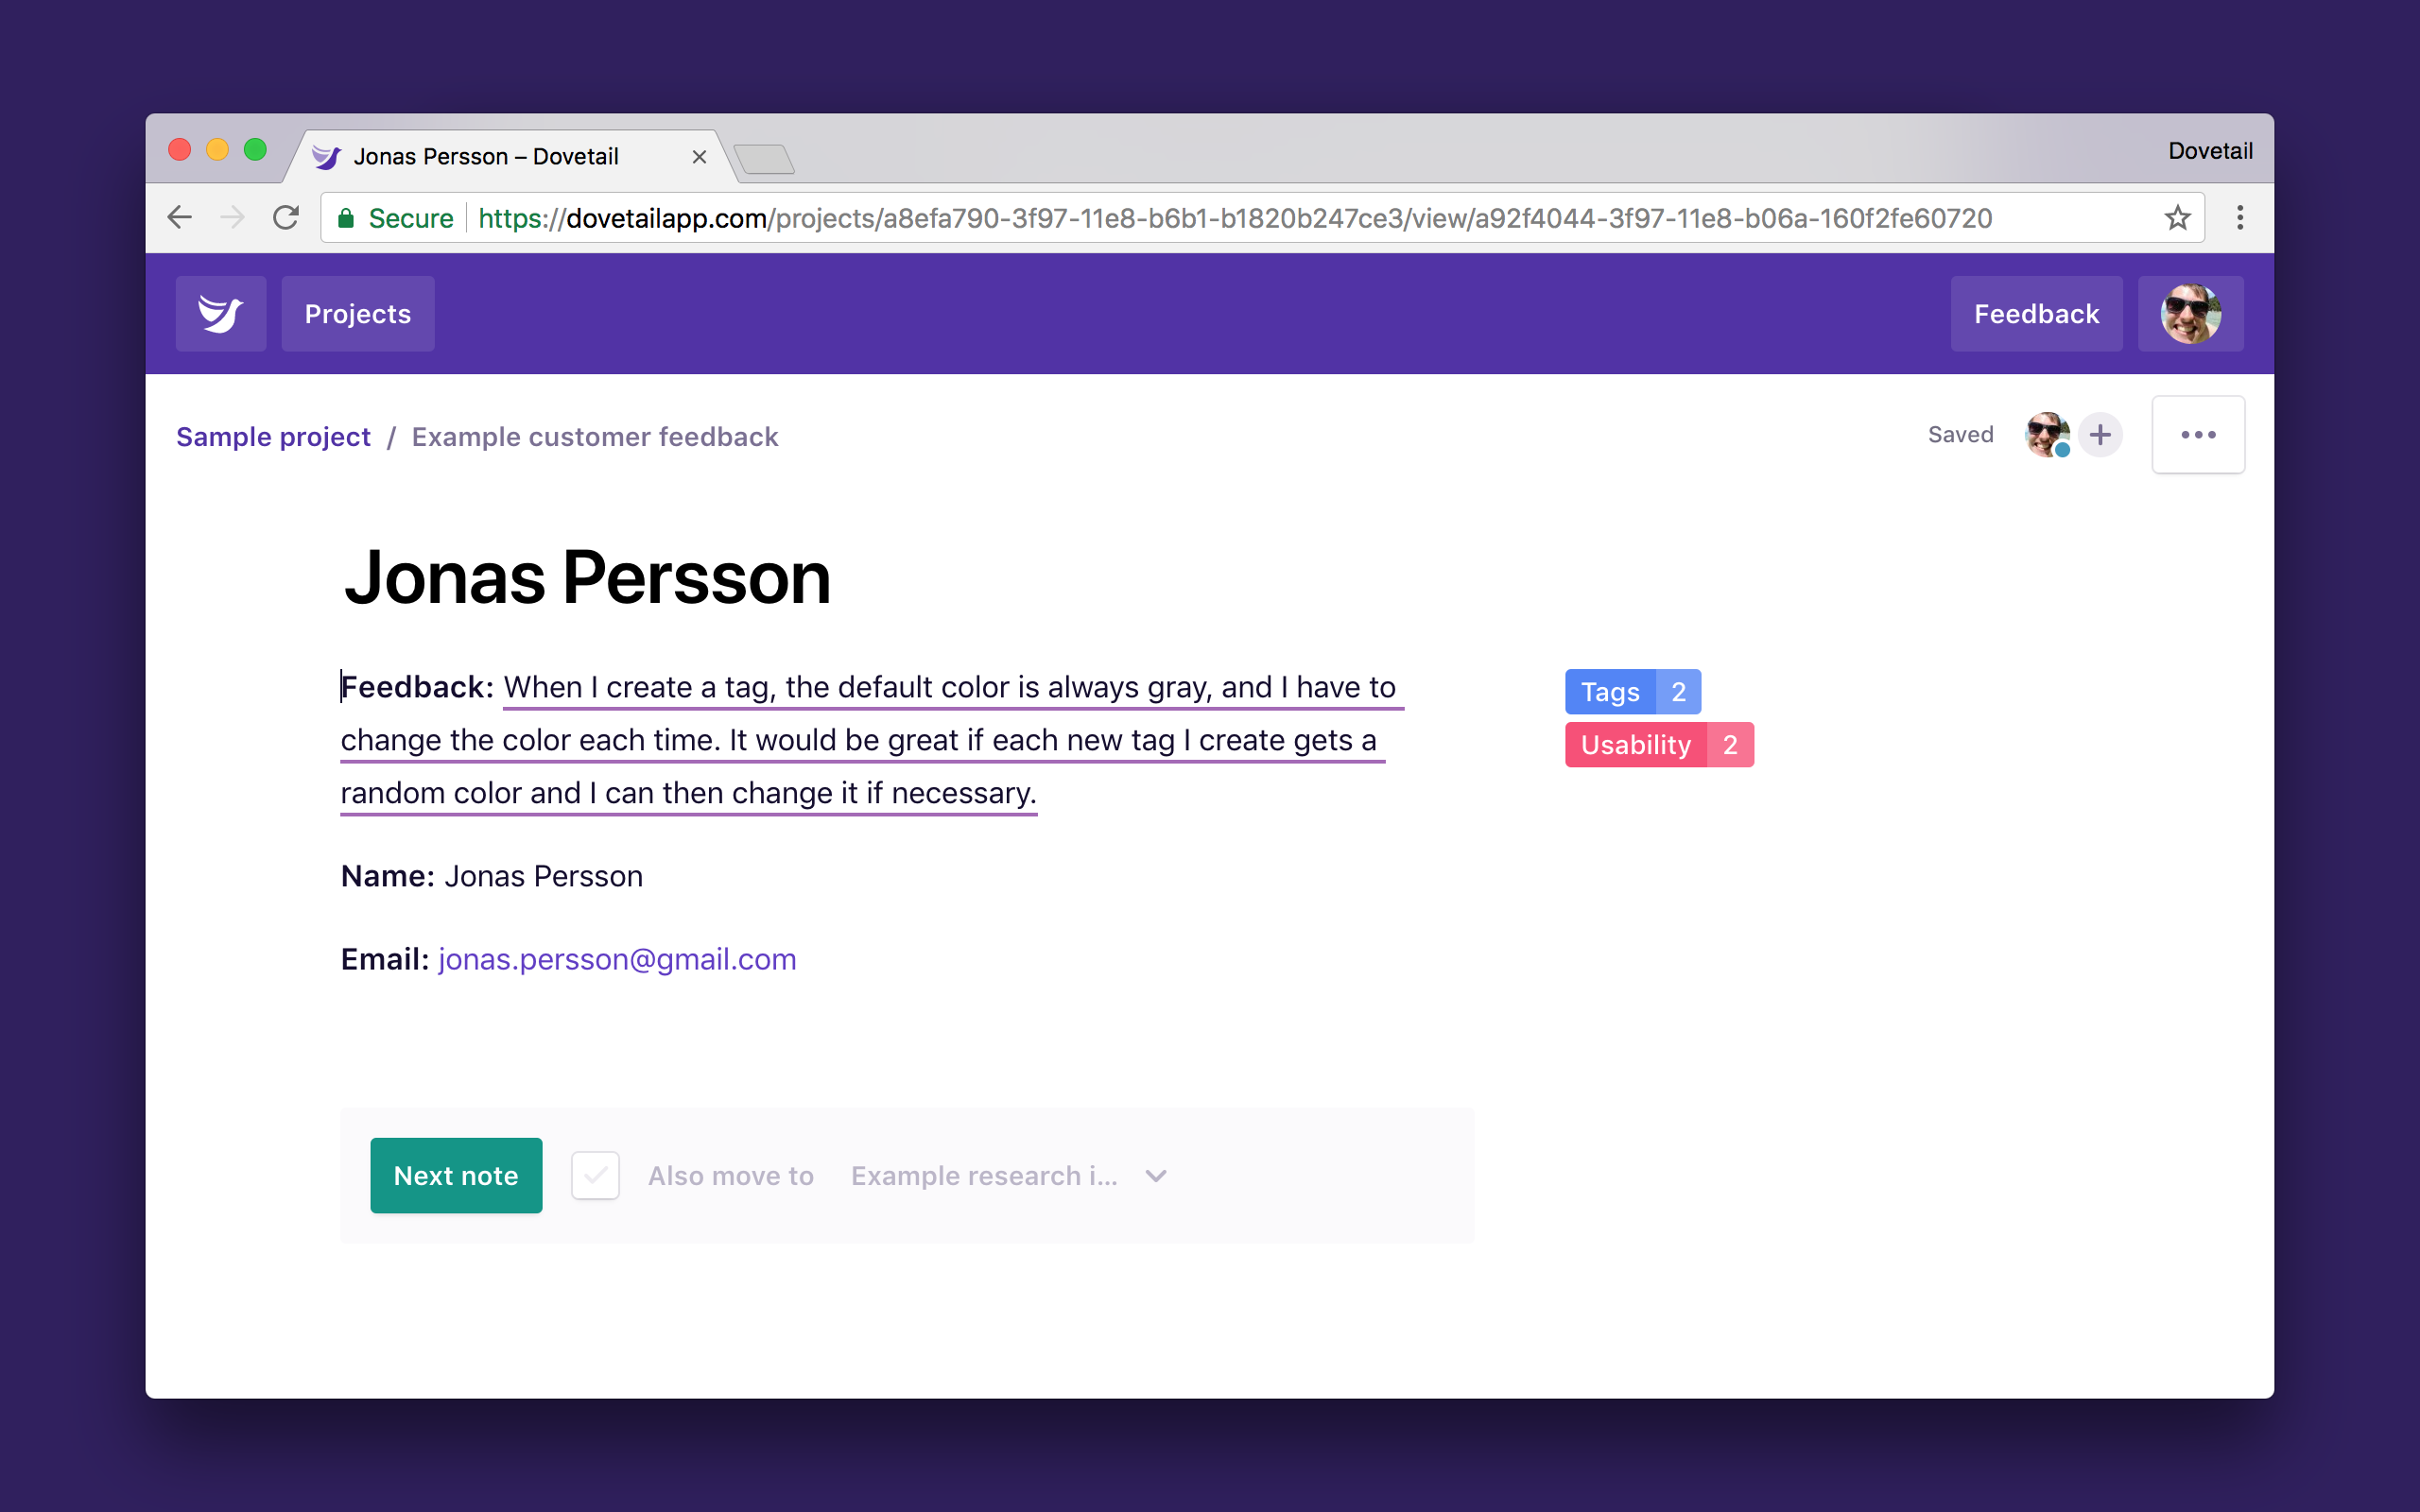 Jonas Persson – Dovetail
Dovetail
Secure https://dovetailapp.com/projects/a8efa790-3f97-11e8-b6b1-b1820b247ce3/view/a92f4044-3f97-11e8-b06a-160f2fe60720
Projects
Feedback
Sample project / Example customer feedback
Saved
Jonas Persson
Feedback: When I create a tag, the default color is always gray, and I have to
change the color each time. It would be great if each new tag I create gets a
random color and I can then change it if necessary.
Tags 2
Usability 2
Name: Jonas Persson
Email: jonas.persson@gmail.com
Next note Also move to Example research i...